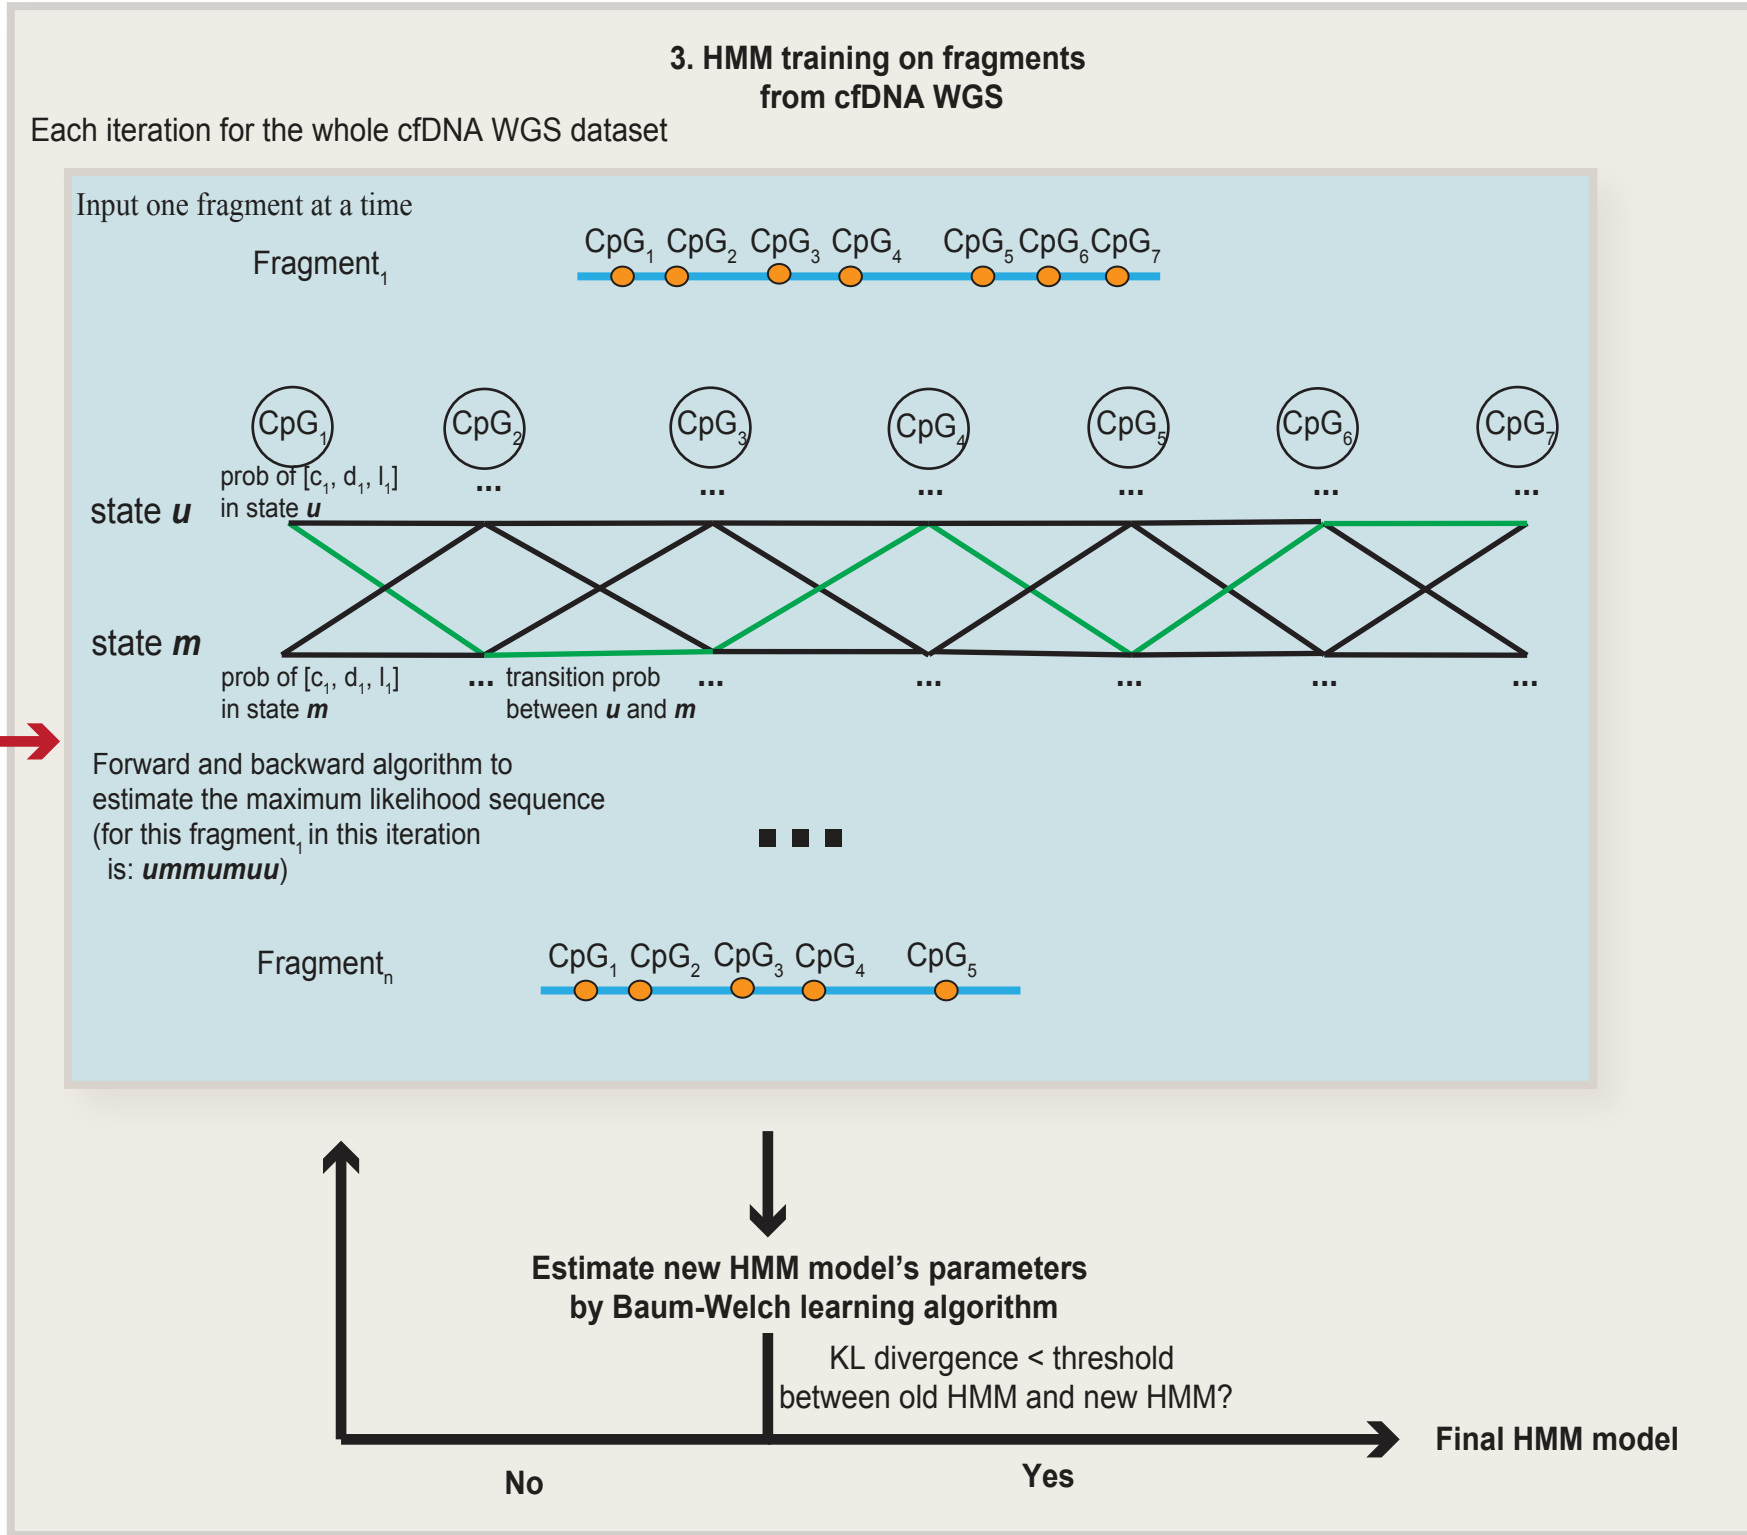 3. HMM training on fragments
from cfDNA WGS
Each iteration for the whole cfDNA WGS dataset
Input one fragment at a time
Fragment₁
CpG₁ CpG₂ CpG₃ CpG₄ CpG₅ CpG₆ CpG₇
CpG₁ CpG₂ CpG₃ CpG₄ CpG₅ CpG₆ CpG₇
prob of [c₁, d₁, l₁]
in state u
... ... ... ... ... ...
state u
state m
prob of [c₁, d₁, l₁]
in state m
... transition prob
between u and m
... ... ... ... ...
Forward and backward algorithm to
estimate the maximum likelihood sequence
(for this fragment₁ in this iteration
is: ummumuu)
...
Fragmentₙ
CpG₁ CpG₂ CpG₃ CpG₄ CpG₅
Estimate new HMM model's parameters
by Baum-Welch learning algorithm
KL divergence < threshold
between old HMM and new HMM?
Final HMM model
No
Yes